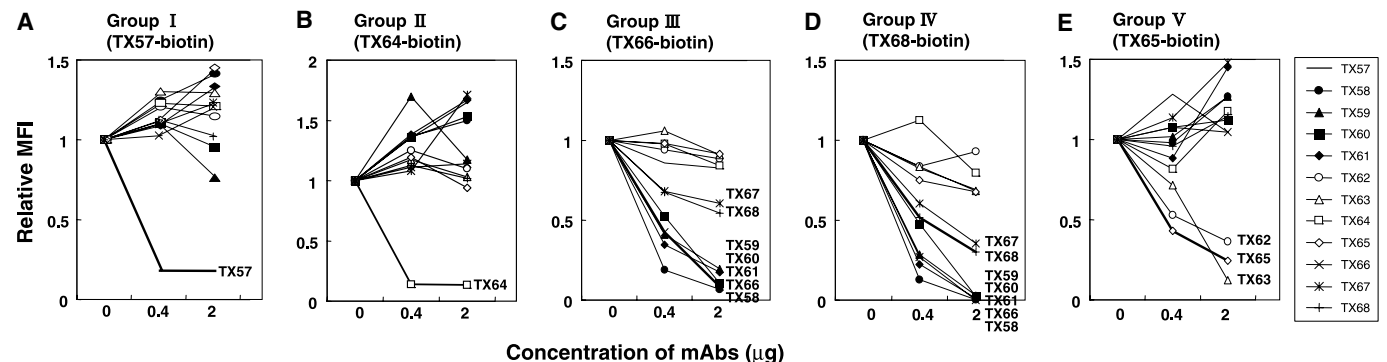 A Group I (TX57-biotin)
B Group II (TX64-biotin)
C Group III (TX66-biotin)
D Group IV (TX68-biotin)
E Group V (TX65-biotin)
Relative MFI
1.5
1
0.5
0
0 0.4 2
TX57
2
1.5
1
0.5
0
0 0.4 2
TX64
1.5
1
0.5
0
0 0.4 2
TX67
TX68
TX59
TX60
TX61
TX66
TX58
1.5
1
0.5
0
0 0.4 2
TX67
TX68
TX59
TX60
TX61
TX66
TX58
1.5
1
0.5
0
0 0.4 2
TX62
TX65
TX63
TX57
TX58
TX59
TX60
TX61
TX62
TX63
TX64
TX65
TX66
TX67
TX68
Concentration of mAbs (μg)